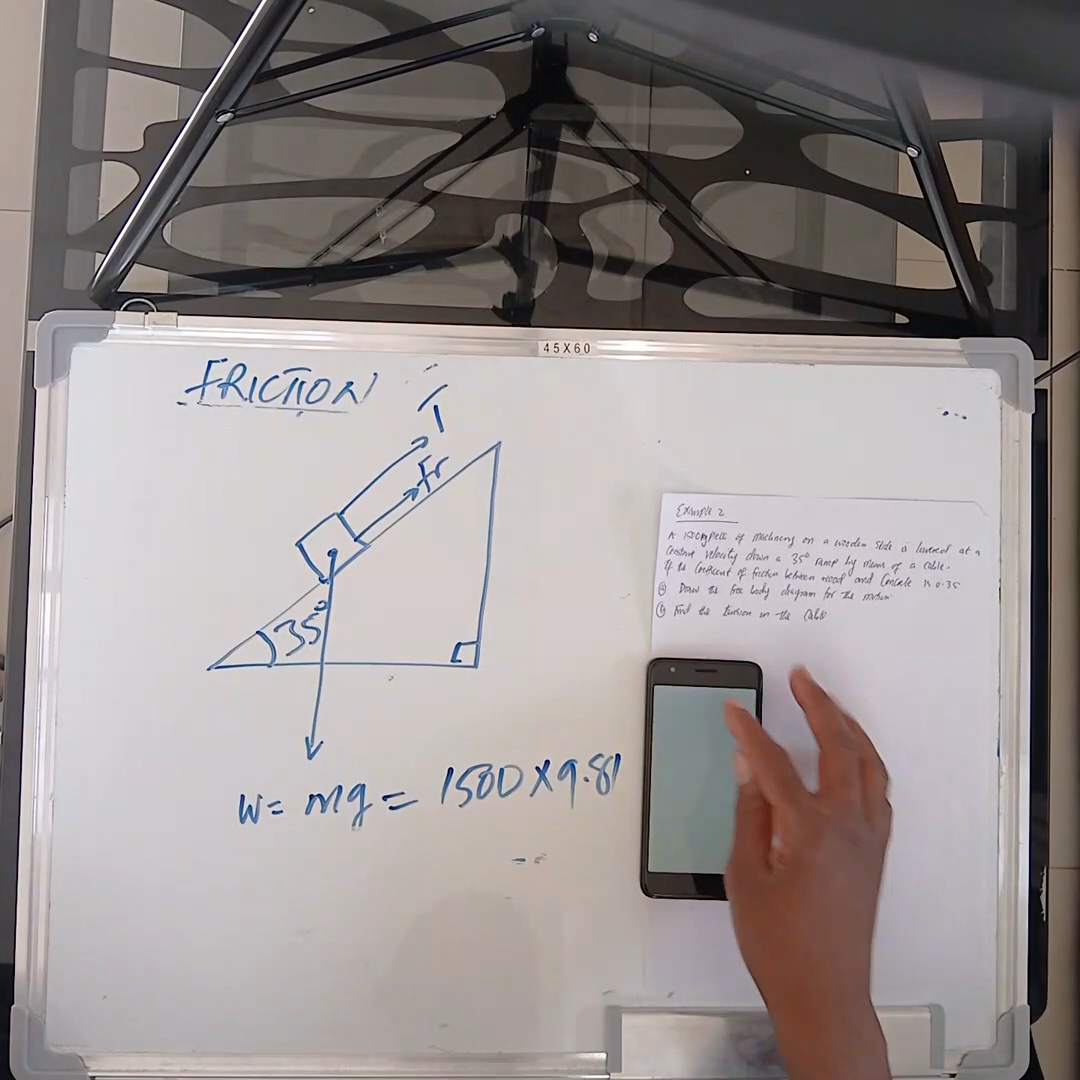 45X60
FRICTION
T
Fr
35°
W = mg = 1500 X 9.81
Example 2
A piece of machinery on a wooden slide is lowered at a
constant velocity down a 35° ramp by means of a cable.
If the coefficient of friction between wood and concrete is 0.35
(a) Draw the free body diagram for the motion
(b) Find the tension in the cable